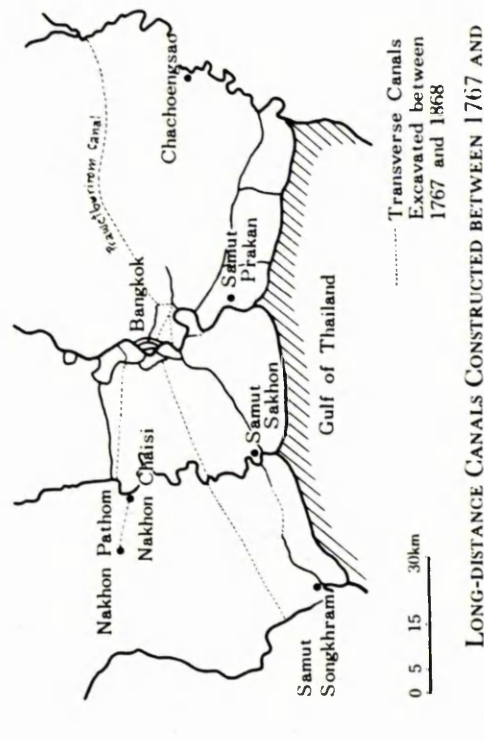 Canal
Chachoengsao
Bangkok
Samut
Prakan
Nakhon Pathom
Nakhon Chaisi
Samut
Sakhon
Gulf of Thailand
Samut
Songkhram
0 5 15 30km
Transverse Canals
Excavated between
1767 and 1868
LONG-DISTANCE CANALS CONSTRUCTED BETWEEN 1767 AND